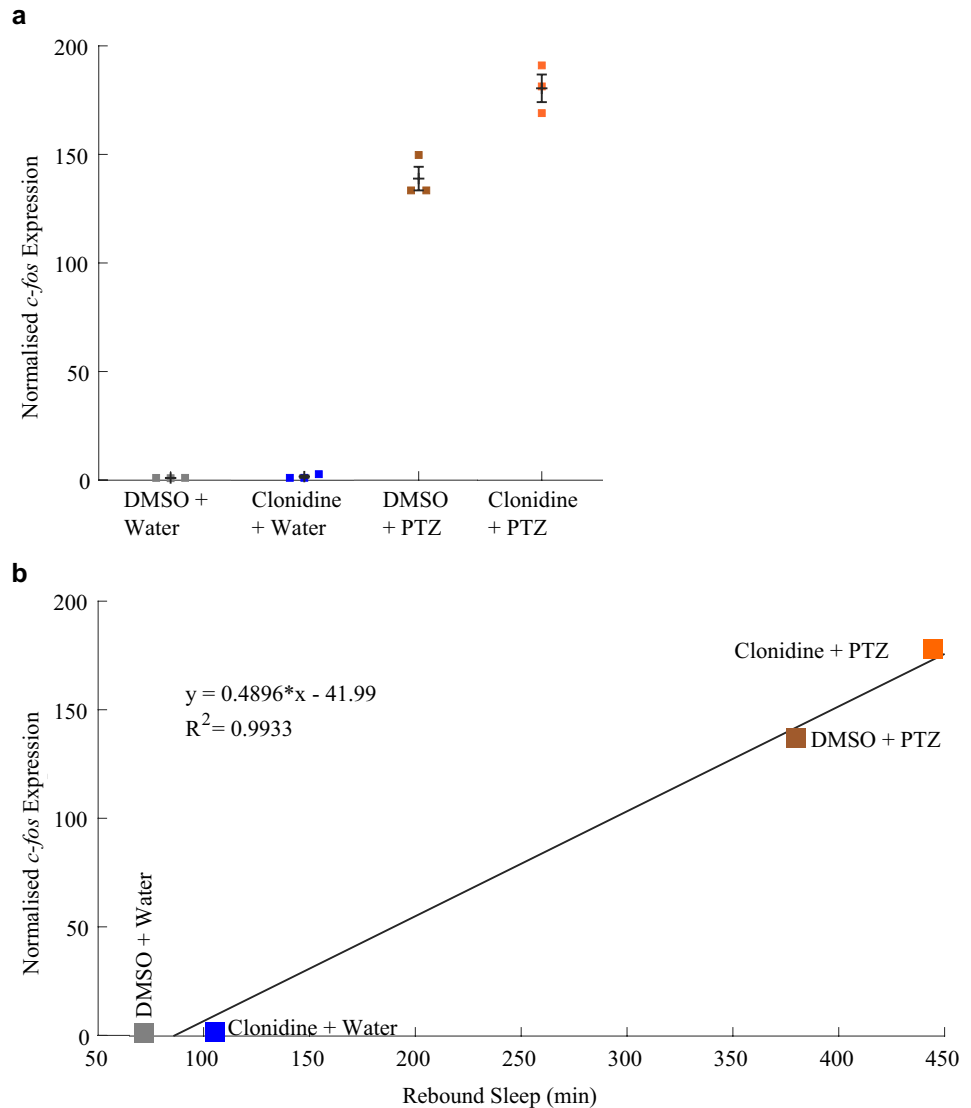 a
200
150
100
50
0
Normalised c-fos Expression
DMSO +
Water
Clonidine
+ Water
DMSO
+ PTZ
Clonidine
+ PTZ
b
200
150
100
50
0
Normalised c-fos Expression
y = 0.4896*x - 41.99
R2= 0.9933
Clonidine + PTZ
DMSO + PTZ
DMSO + Water
Clonidine + Water
50
100
150
200
250
300
350
400
450
Rebound Sleep (min)